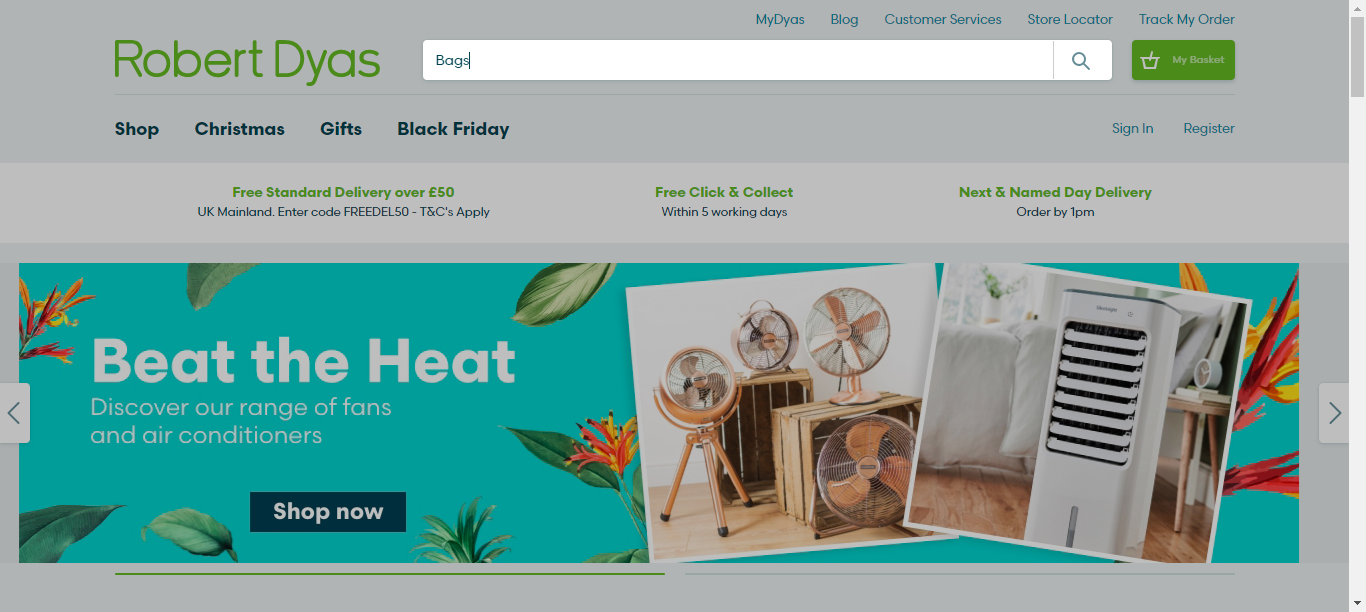 MyDyas Blog Customer Services Store Locator Track My Order
Robert Dyas
Bags
My Basket
Shop Christmas Gifts Black Friday
Sign In Register
Free Standard Delivery over £50
UK Mainland. Enter code FREEDEL50 - T&C's Apply
Free Click & Collect
Within 5 working days
Next & Named Day Delivery
Order by 1pm
Beat the Heat
Discover our range of fans
and air conditioners
Shop now